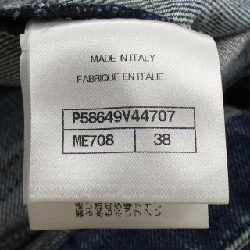 MADE IN ITALY
FABRIQUÉ EN ITALIE
P58649V44707
ME708 38